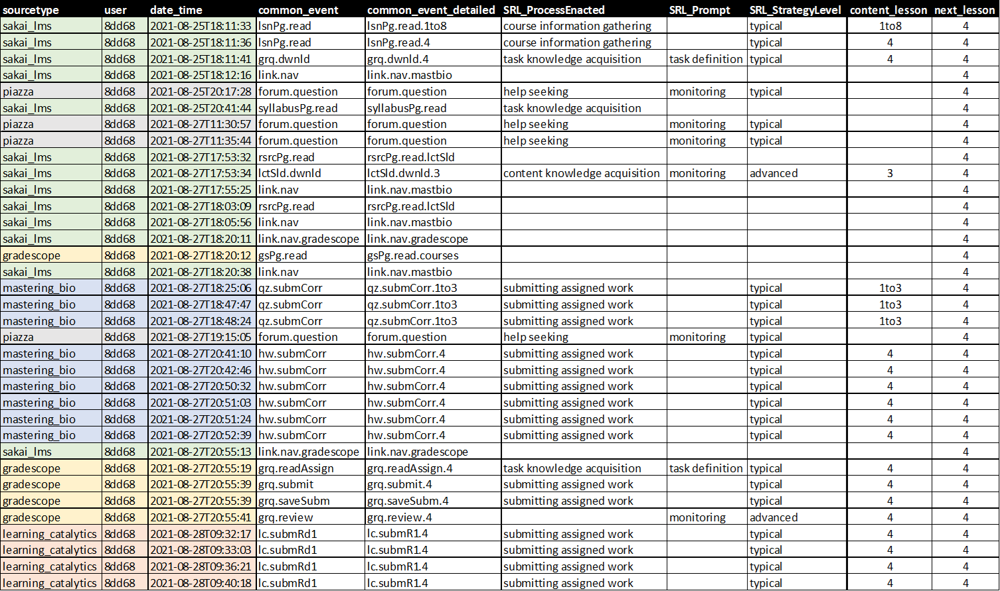 sourcetype user date_time common_event common_event_detailed SRL_ProcessEnacted SRL_Prompt SRL_StrategyLevel content_lesson next_lesson
sakai_lms 8dd68 2021-08-25T18:11:33 lsnPg.read lsnPg.read.1to8 course information gathering typical 1to8 4
sakai_lms 8dd68 2021-08-25T18:11:36 lsnPg.read lsnPg.read.4 course information gathering typical 4 4
sakai_lms 8dd68 2021-08-25T18:11:41 grq.dwnld grq.dwnld.4 task knowledge acquisition task definition typical 4 4
sakai_lms 8dd68 2021-08-25T18:12:16 link.nav link.nav.mastbio 4
piazza 8dd68 2021-08-25T20:17:28 forum.question forum.question help seeking monitoring typical 4
sakai_lms 8dd68 2021-08-25T20:41:44 syllabusPg.read syllabusPg.read task knowledge acquisition 4
piazza 8dd68 2021-08-27T11:30:57 forum.question forum.question help seeking monitoring typical 4
piazza 8dd68 2021-08-27T11:35:44 forum.question forum.question help seeking monitoring typical 4
sakai_lms 8dd68 2021-08-27T17:53:32 rsrcPg.read rsrcPg.read.lctSld 4
sakai_lms 8dd68 2021-08-27T17:53:34 lctSld.dwnld lctSld.dwnld.3 content knowledge acquisition monitoring advanced 3 4
sakai_lms 8dd68 2021-08-27T17:55:25 link.nav link.nav.mastbio 4
sakai_lms 8dd68 2021-08-27T18:03:09 rsrcPg.read rsrcPg.read.lctSld 4
sakai_lms 8dd68 2021-08-27T18:05:56 link.nav link.nav.mastbio 4
sakai_lms 8dd68 2021-08-27T18:20:11 link.nav.gradescope link.nav.gradescope 4
gradescope 8dd68 2021-08-27T18:20:12 gsPg.read gsPg.read.courses 4
sakai_lms 8dd68 2021-08-27T18:20:38 link.nav link.nav.mastbio 4
mastering_bio 8dd68 2021-08-27T18:25:06 qz.submCorr qz.submCorr.1to3 submitting assigned work typical 1to3 4
mastering_bio 8dd68 2021-08-27T18:47:47 qz.submCorr qz.submCorr.1to3 submitting assigned work typical 1to3 4
mastering_bio 8dd68 2021-08-27T18:48:24 qz.submCorr qz.submCorr.1to3 submitting assigned work typical 1to3 4
piazza 8dd68 2021-08-27T19:15:05 forum.question forum.question help seeking monitoring typical 4
mastering_bio 8dd68 2021-08-27T20:41:10 hw.submCorr hw.submCorr.4 submitting assigned work typical 4 4
mastering_bio 8dd68 2021-08-27T20:42:46 hw.submCorr hw.submCorr.4 submitting assigned work typical 4 4
mastering_bio 8dd68 2021-08-27T20:50:32 hw.submCorr hw.submCorr.4 submitting assigned work typical 4 4
mastering_bio 8dd68 2021-08-27T20:51:03 hw.submCorr hw.submCorr.4 submitting assigned work typical 4 4
mastering_bio 8dd68 2021-08-27T20:51:24 hw.submCorr hw.submCorr.4 submitting assigned work typical 4 4
mastering_bio 8dd68 2021-08-27T20:52:39 hw.submCorr hw.submCorr.4 submitting assigned work typical 4 4
sakai_lms 8dd68 2021-08-27T20:55:13 link.nav.gradescope link.nav.gradescope 4
gradescope 8dd68 2021-08-27T20:55:19 grq.readAssign grq.readAssign.4 task knowledge acquisition task definition typical 4 4
gradescope 8dd68 2021-08-27T20:55:39 grq.submit grq.submit.4 submitting assigned work typical 4 4
gradescope 8dd68 2021-08-27T20:55:39 grq.saveSubm grq.saveSubm.4 submitting assigned work typical 4 4
gradescope 8dd68 2021-08-27T20:55:41 grq.review grq.review.4 monitoring advanced 4 4
learning_catalytics 8dd68 2021-08-28T09:32:17 lc.submRd1 lc.submR1.4 submitting assigned work typical 4 4
learning_catalytics 8dd68 2021-08-28T09:33:03 lc.submRd1 lc.submR1.4 submitting assigned work typical 4 4
learning_catalytics 8dd68 2021-08-28T09:36:21 lc.submRd1 lc.submR1.4 submitting assigned work typical 4 4
learning_catalytics 8dd68 2021-08-28T09:40:18 lc.submRd1 lc.submR1.4 submitting assigned work typical 4 4